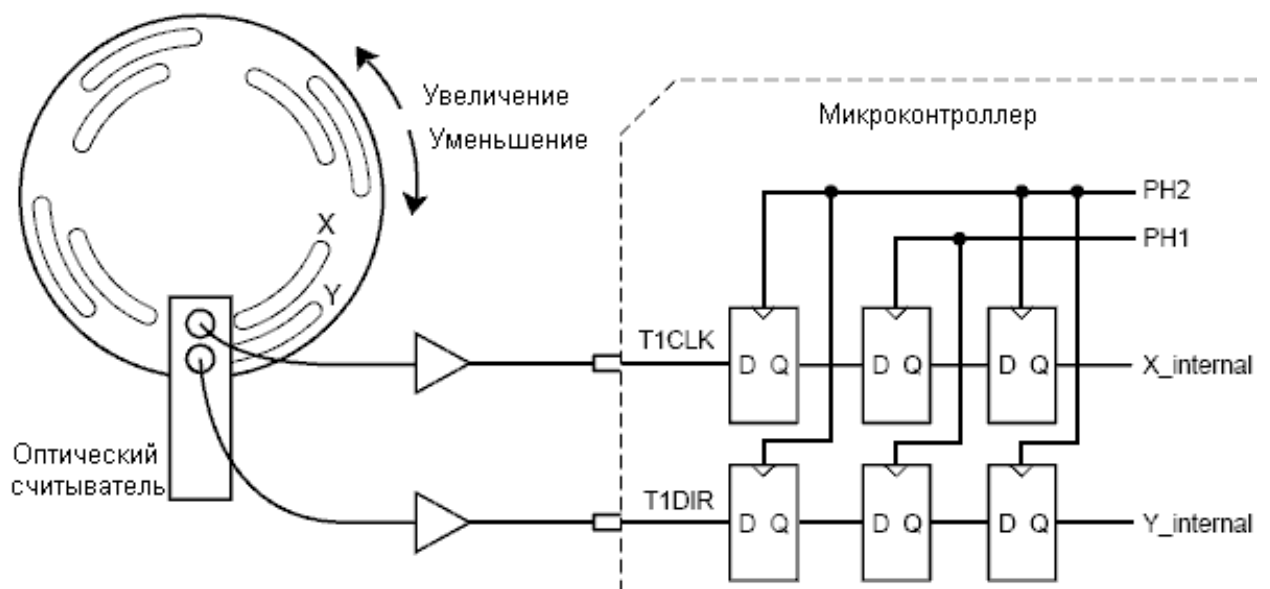 Увеличение
Уменьшение
Микроконтроллер
PH2
PH1
X
Y
T1CLK
D Q
D Q
D Q
X_internal
Оптический
считыватель
T1DIR
D Q
D Q
D Q
Y_internal